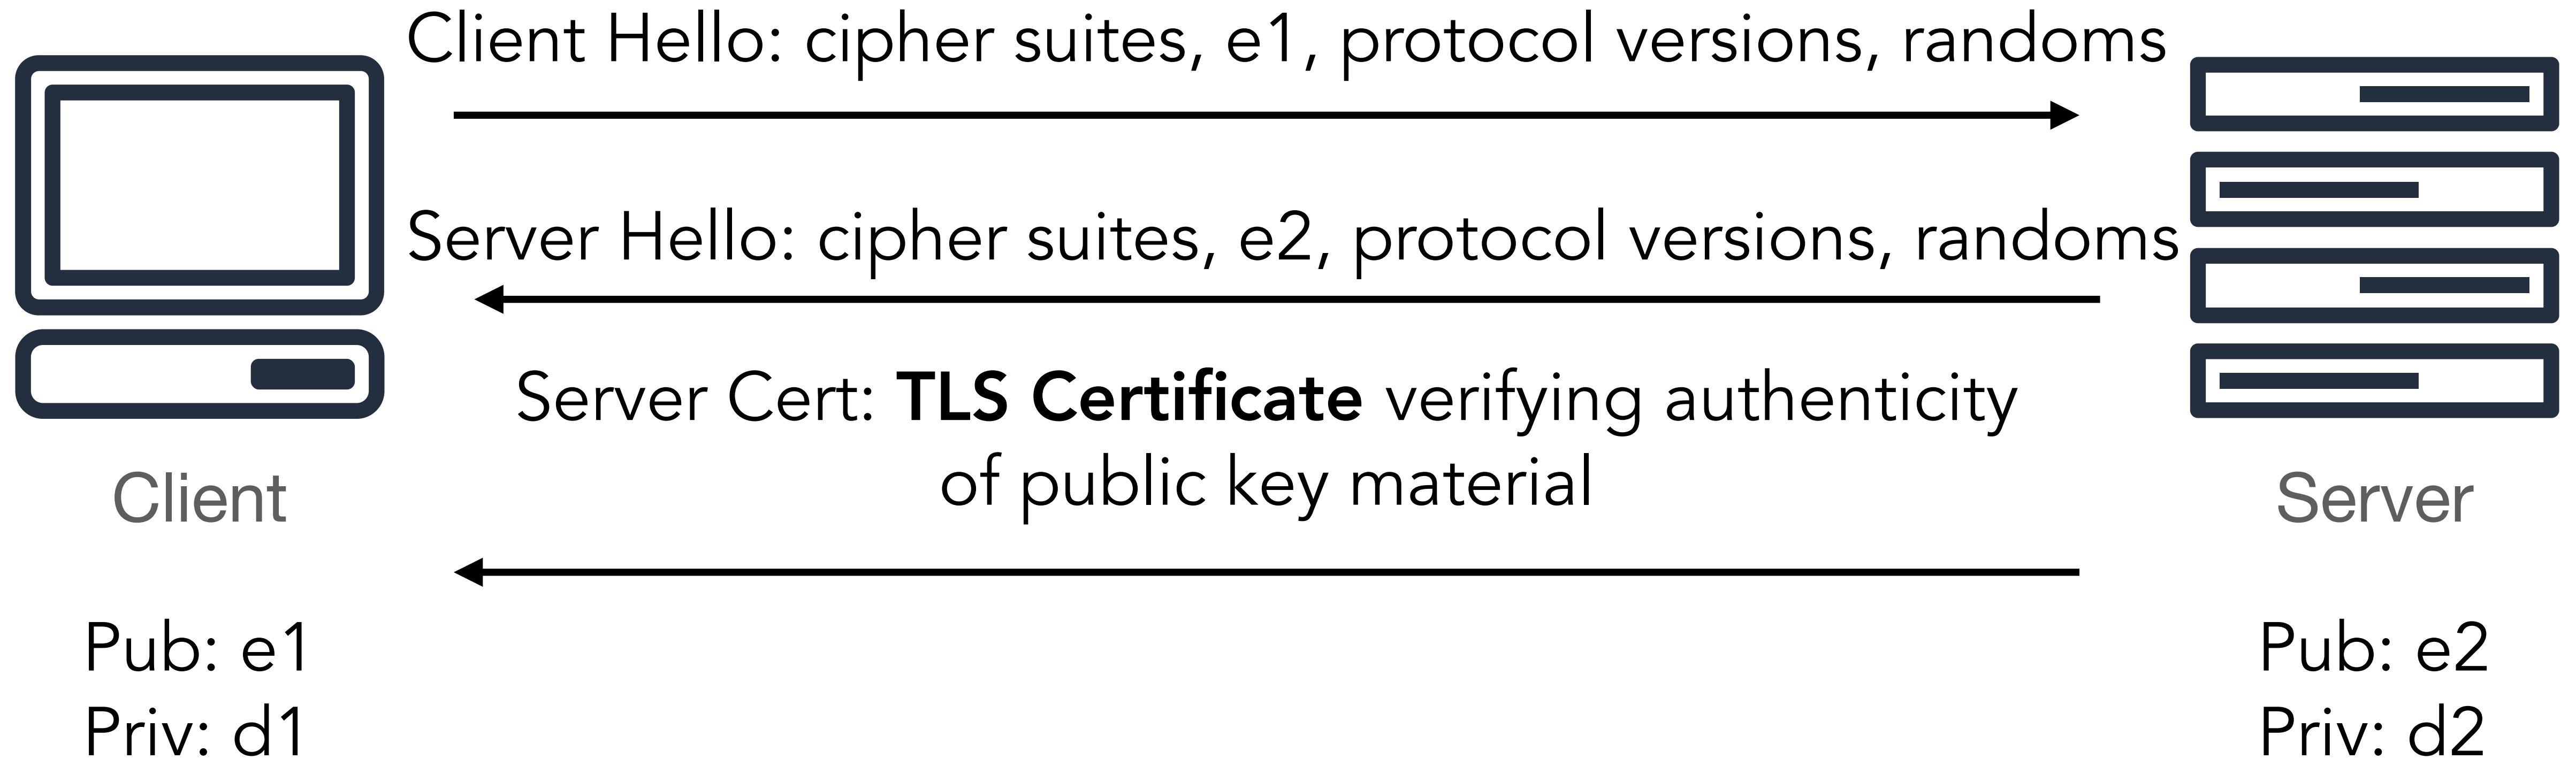 Client Hello: cipher suites, e1, protocol versions, randoms
Server Hello: cipher suites, e2, protocol versions, randoms
Server Cert: TLS Certificate verifying authenticity
of public key material
Client
Server
Pub: e1
Priv: d1
Pub: e2
Priv: d2